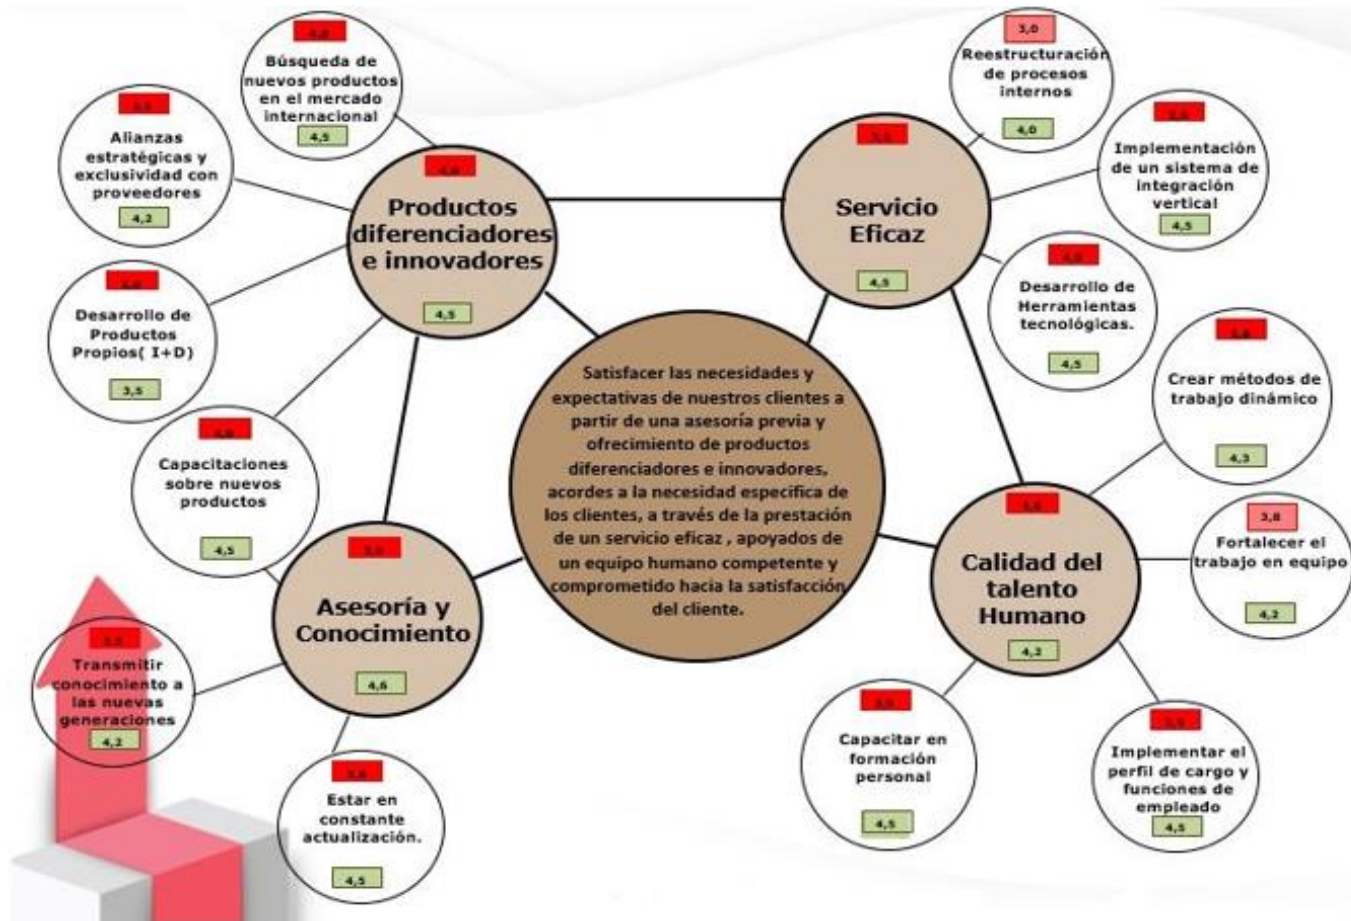 4,0
Búsqueda de
nuevos productos
en el mercado
internacional
4,5
Alianzas
estratégicas y
exclusividad con
proveedores
4,2
Desarrollo de
Productos
Propios( I+D)
3,5
Capacitaciones
sobre nuevos
productos
4,5
4,0
Productos
diferenciadores
e innovadores
4,5
Servicio
Eficaz
4,5
3,0
Reestructuración
de procesos
internos
4,0
Implementación
de un sistema de
integración
vertical
4,5
Desarrollo de
Herramientas
tecnológicas.
4,5
Crear métodos de
trabajo dinámico
4,3
3,8
Fortalecer el
trabajo en equipo
4,2
Satisfacer las necesidades y
expectativas de nuestros clientes a
partir de una asesoría previa y
ofrecimiento de productos
diferenciadores e innovadores,
acordes a la necesidad especifica de
los clientes, a través de la prestación
de un servicio eficaz , apoyados de
un equipo humano competente y
comprometido hacia la satisfacción
del cliente.
Asesoría y
Conocimiento
4,6
Calidad del
talento
Humano
4,2
Transmitir
conocimiento a
las nuevas
generaciones
4,2
Estar en
constante
actualización.
4,5
Capacitar en
formación
personal
4,5
Implementar el
perfil de cargo y
funciones de
empleado
4,5